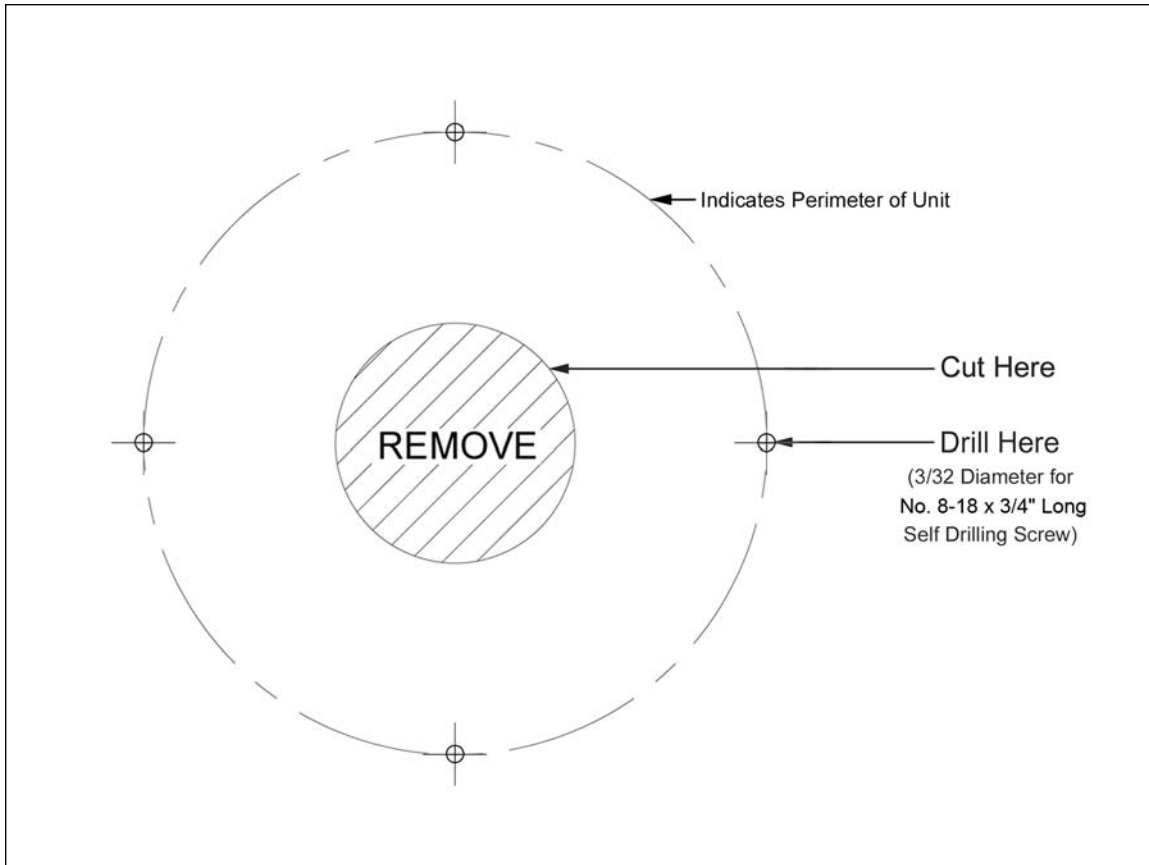 Indicates Perimeter of Unit
Cut Here
REMOVE
Drill Here
(3/32 Diameter for
No. 8-18 x 3/4" Long
Self Drilling Screw)